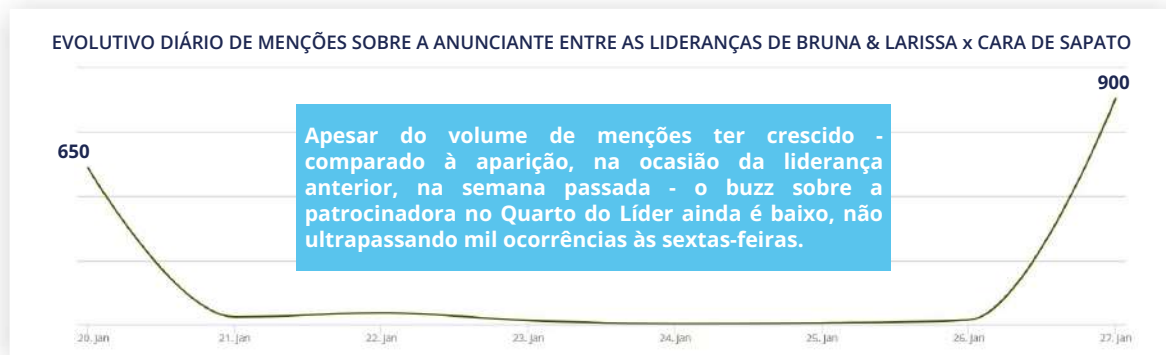 EVOLUTIVO DIÁRIO DE MENÇÕES SOBRE A ANUNCIANTE ENTRE AS LIDERANÇAS DE BRUNA & LARISSA x CARA DE SAPATO
900
650
Apesar do volume de menções ter crescido -
comparado à aparição, na ocasião da liderança
anterior, na semana passada - o buzz sobre a
patrocinadora no Quarto do Líder ainda é baixo, não
ultrapassando mil ocorrências às sextas-feiras.
20. jan 21. jan 22. jan 23. jan 24. jan 25. jan 26. jan 27. jan